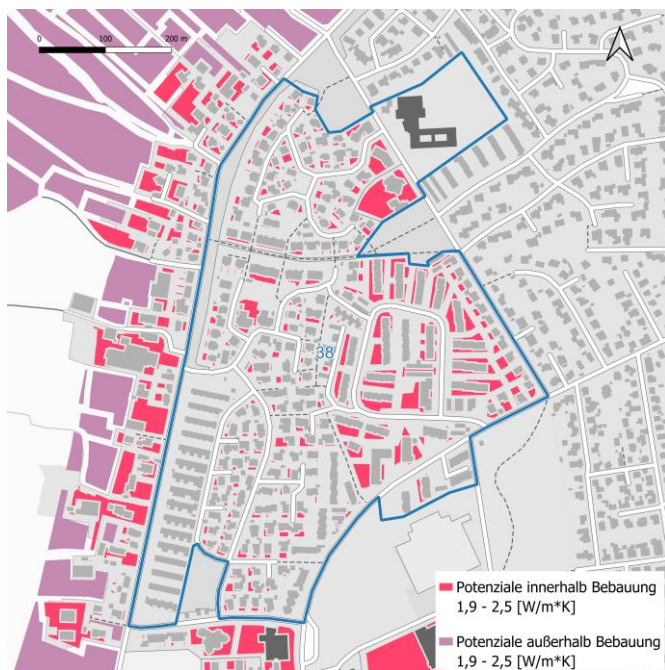 0 100 200 m
38
Potenziale innerhalb Bebauung
1,9 - 2,5 [W/m*K]
Potenziale außerhalb Bebauung
1,9 - 2,5 [W/m*K]